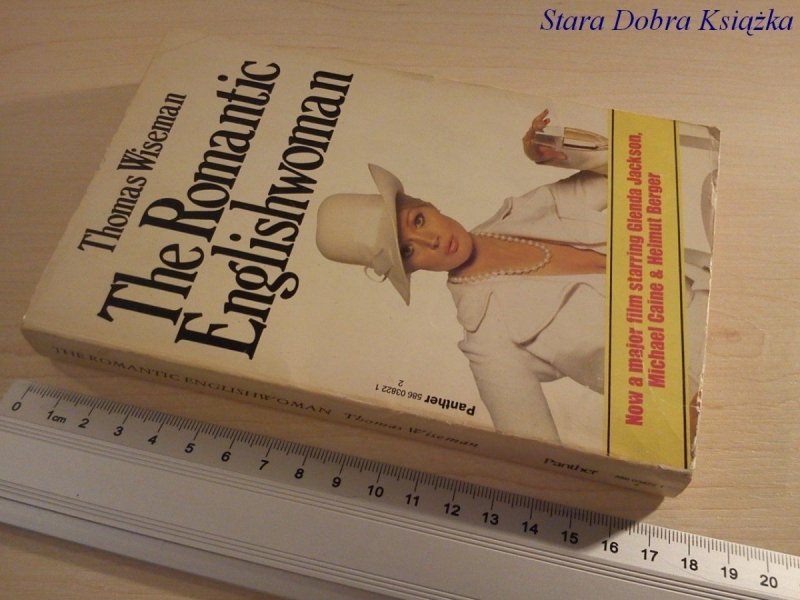 Stara Dobra Książka
Thomas Wiseman
The Romantic
Englishwoman
Now a major film starring Glenda Jackson,
Michael Caine & Helmut Berger
Panther 586 03822 1
2
THE ROMANTIC ENGLISHWOMAN Thomas Wiseman Panther
0 1cm 2 3 4 5 6 7 8 9 10 11 12 13 14 15 16 17 18 19 20